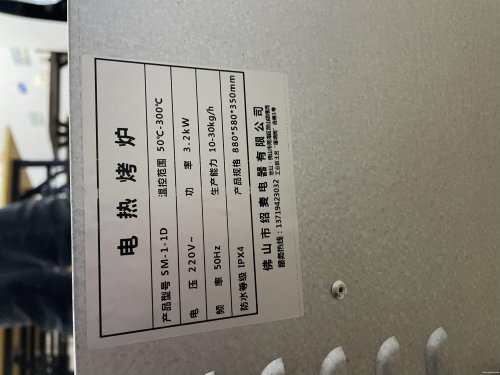 电热烤炉
产品型号 SM-1-1D 温控范围 50℃-300℃
电 压 220V~ 功 率 3.2kW
频 率 50Hz 生产能力 10-30kg/h
防水等级 IPX4 产品规格 880*580*350mm
佛山市绍麦电器有限公司
服务热线：13719423032